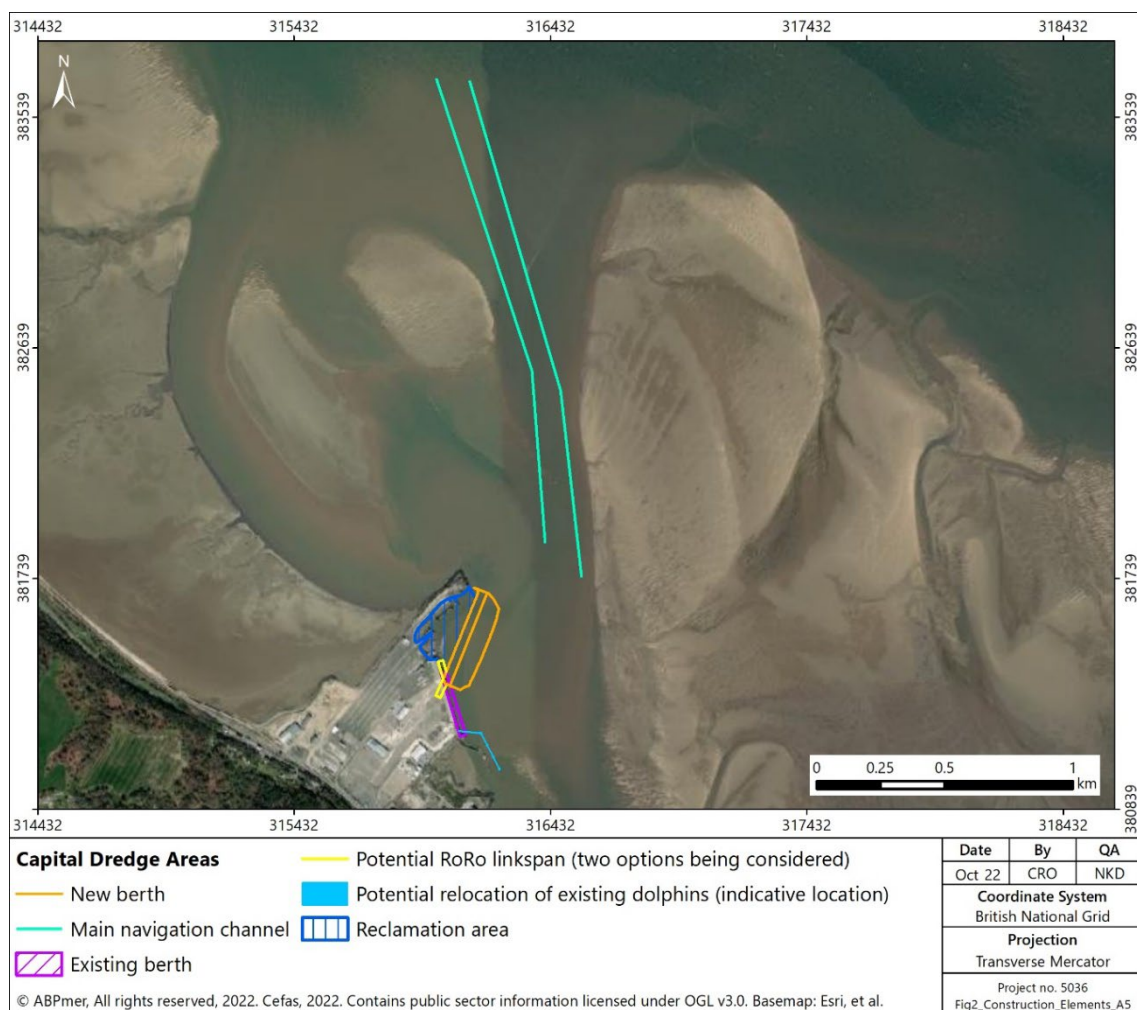 314432 315432 316432 317432 318432
N
383539 383539
382639 382639
381739 381739
380839
0 0.25 0.5 1
km
314432 315432 316432 317432 318432
Capital Dredge Areas
New berth
Main navigation channel
Existing berth
Potential RoRo linkspan (two options being considered)
Potential relocation of existing dolphins (indicative location)
Reclamation area
© ABPmer, All rights reserved, 2022. Cefas, 2022. Contains public sector information licensed under OGL v3.0. Basemap: Esri, et al.
Date By QA
Oct 22 CRO NKD
Coordinate System
British National Grid
Projection
Transverse Mercator
Project no. 5036
Fig2_Construction_Elements_A5